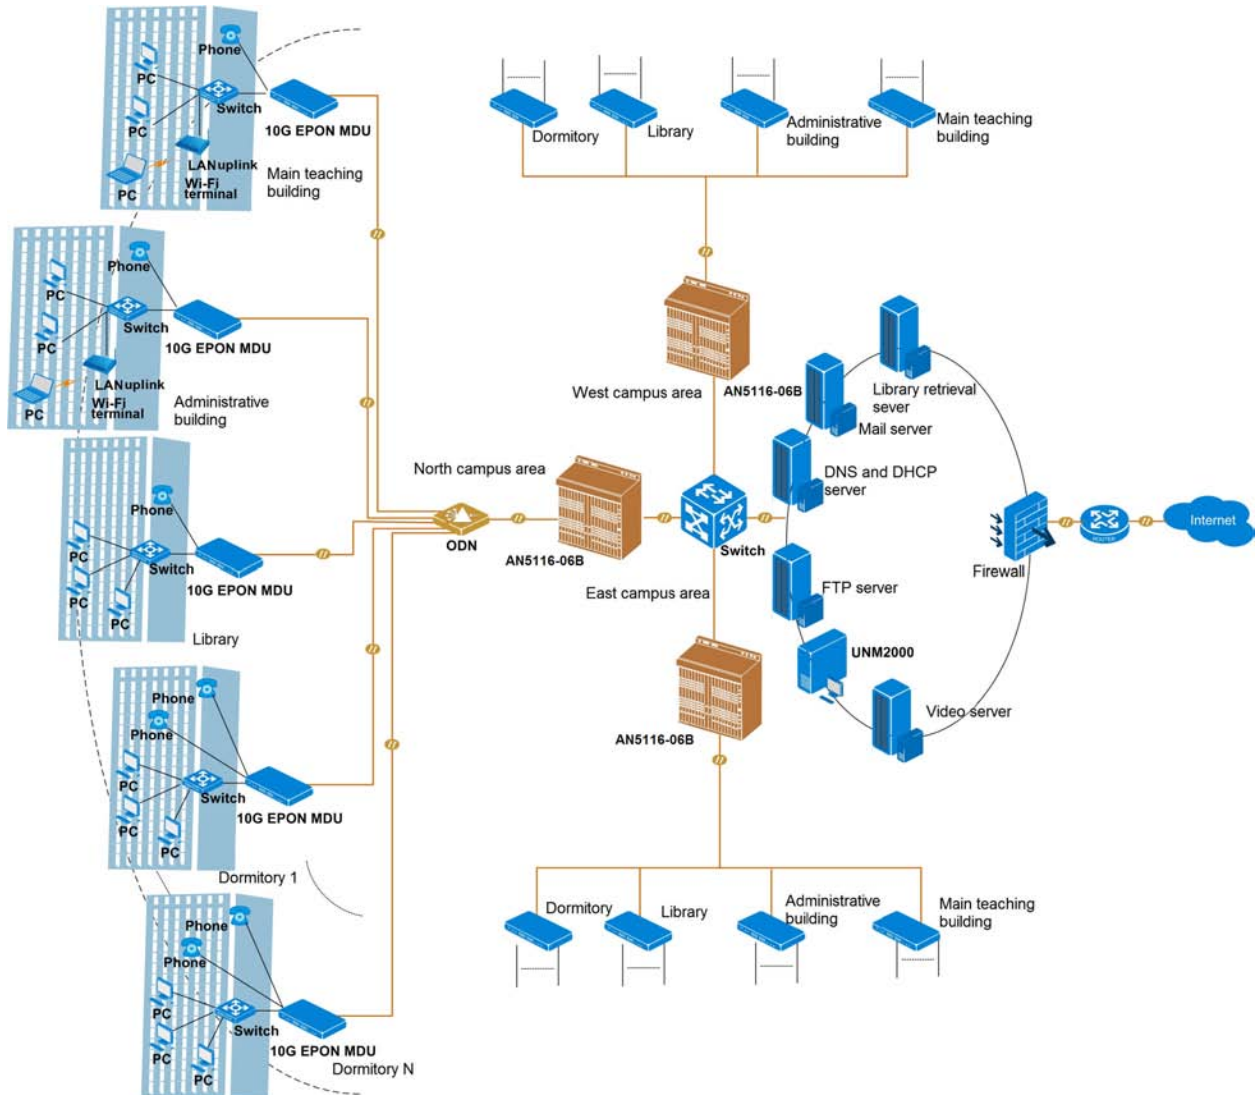 Phone
PC
Switch
PC
10G EPON MDU
LANuplink
Wi-Fi
terminal
PC
Main teaching
building
Phone
PC
Switch
PC
10G EPON MDU
LANuplink
Wi-Fi
terminal
PC
Administrative
building
Phone
PC
Switch
PC
10G EPON MDU
PC
Library
Phone
Phone
PC
Switch
PC
10G EPON MDU
PC
Dormitory 1
Phone
Phone
PC
Switch
PC
10G EPON MDU
PC
Dormitory N
ODN
North campus area
AN5116-06B
Dormitory
Library
Administrative
building
Main teaching
building
West campus area
AN5116-06B
Switch
East campus area
AN5116-06B
Dormitory
Library
Administrative
building
Main teaching
building
Library retrieval
sever
Mail server
DNS and DHCP
server
FTP server
UNM2000
Video server
Firewall
ROUTER
Internet